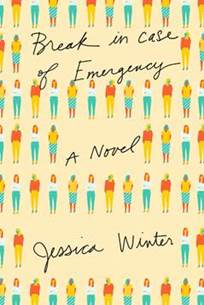 Break in case
of Emergency
A Novel
Jessica Winter